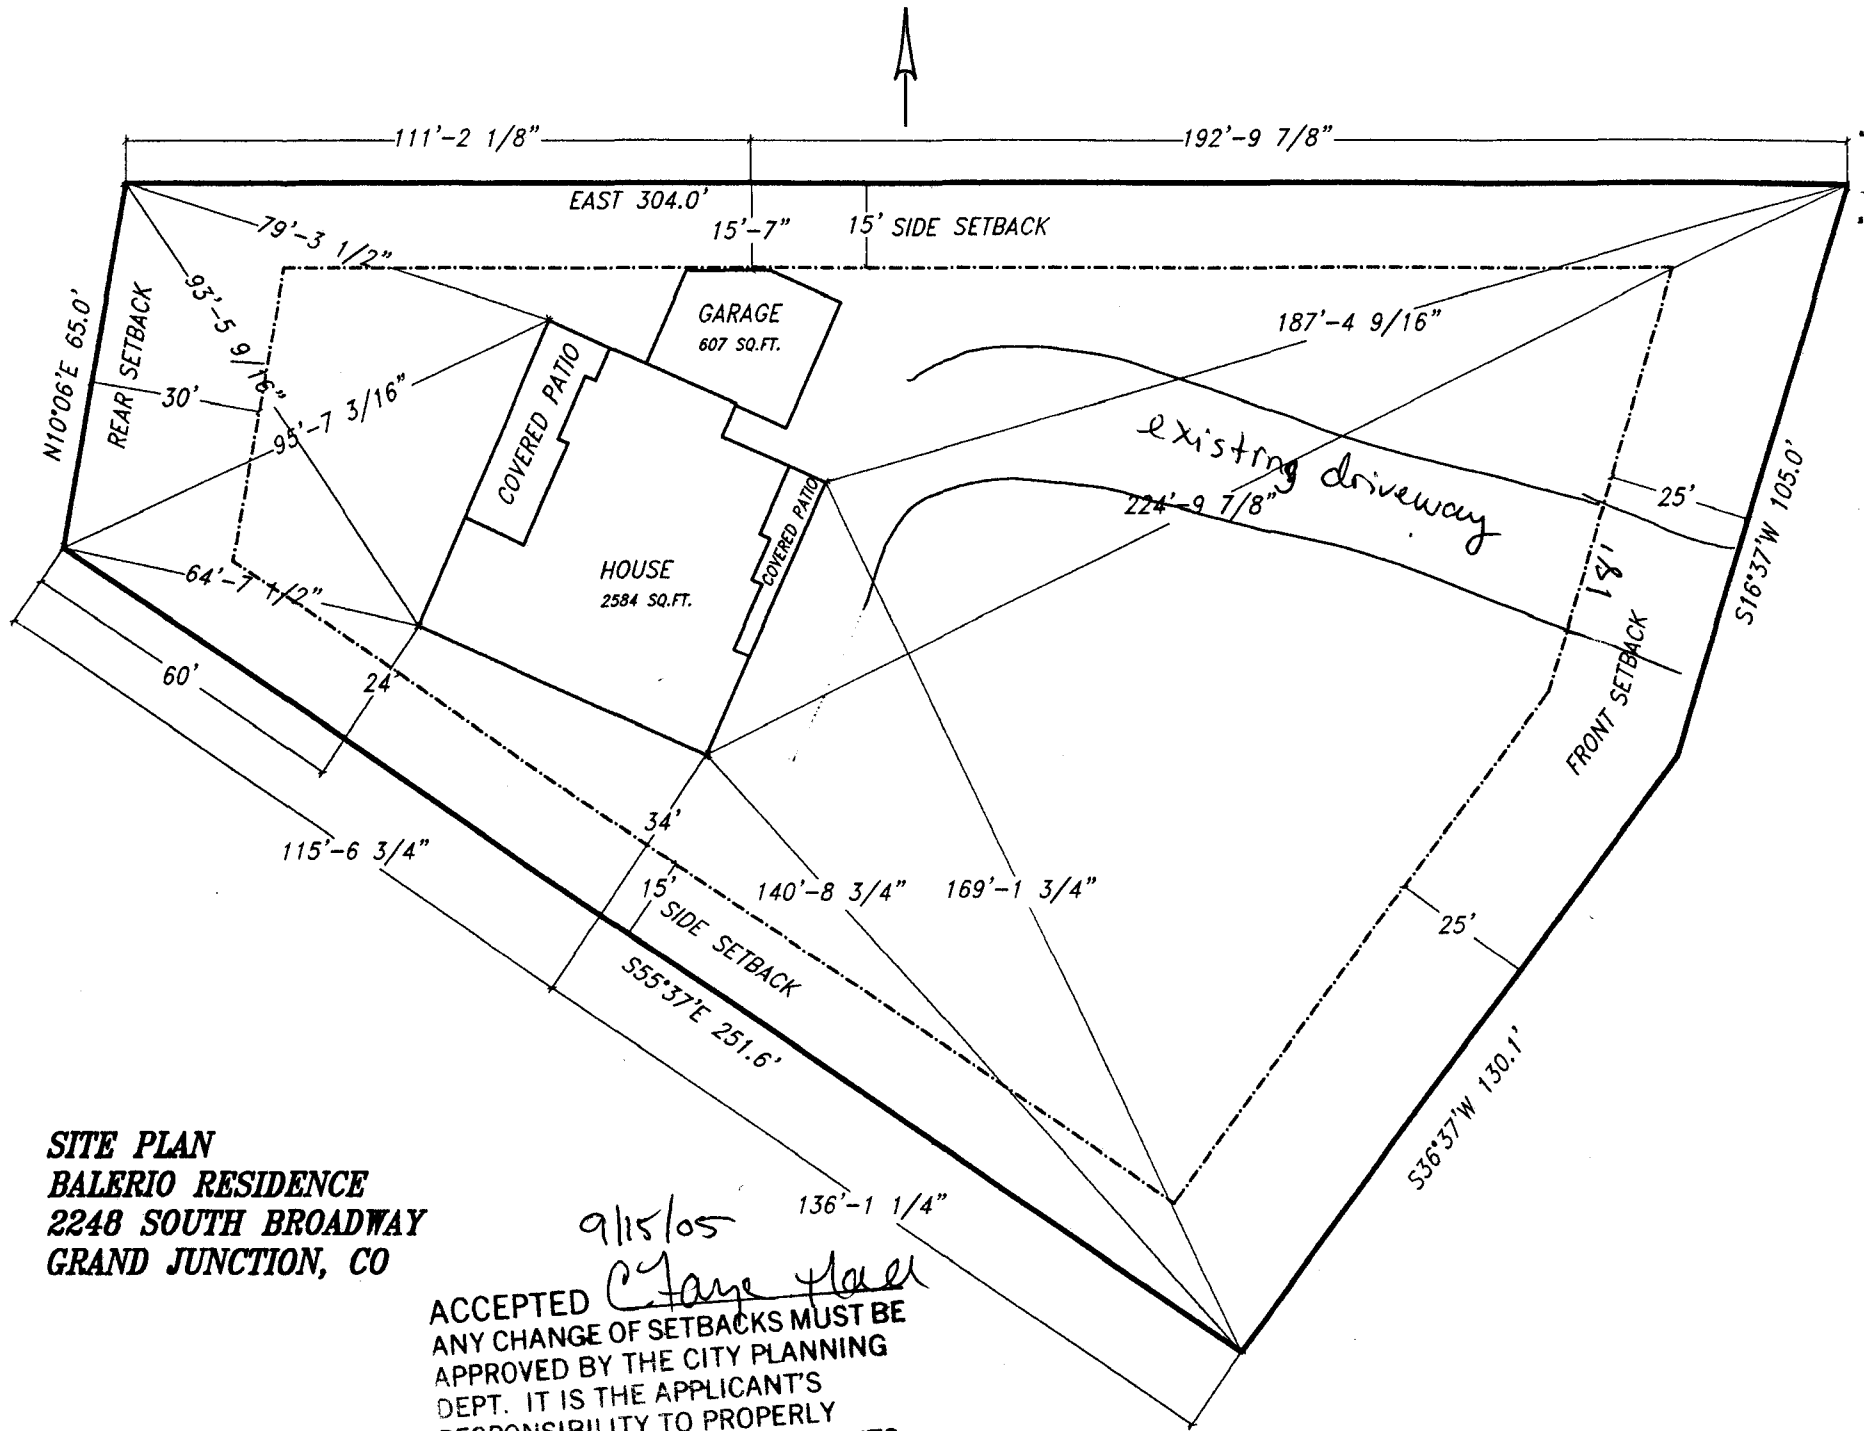 111'-2 1/8"
192'-9 7/8"
EAST 304.0'
15'-7"
15' SIDE SETBACK
79'-3 1/2"
93'-5 9/16"
N10°06'E 65.0'
REAR SETBACK
30'
95'-7 3/16"
COVERED PATIO
GARAGE
607 SQ.FT.
187'-4 9/16"
existing driveway
224'-9 7/8"
25'
S16°37'W 105.0'
18'
FRONT SETBACK
COVERED PATIO
HOUSE
2584 SQ.FT.
64'-7 1/2"
60'
24'
34'
115'-6 3/4"
15'
SIDE SETBACK
140'-8 3/4"
169'-1 3/4"
25'
S55°37'E 251.6'
S36°37'W 130.1'
136'-1 1/4"
SITE PLAN
BALERIO RESIDENCE
2248 SOUTH BROADWAY
GRAND JUNCTION, CO
9/15/05
ACCEPTED C Faye Hall
ANY CHANGE OF SETBACKS MUST BE
APPROVED BY THE CITY PLANNING
DEPT. IT IS THE APPLICANT'S
RESPONSIBILITY TO PROPERLY